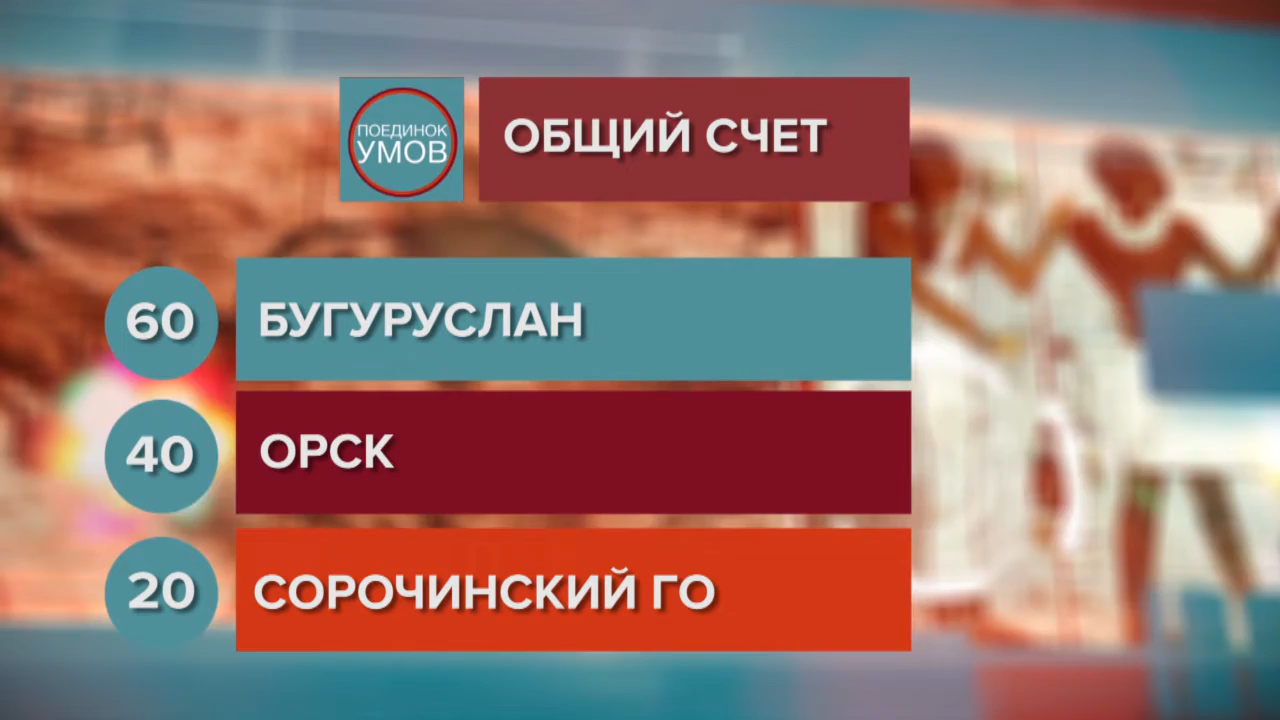 ПОЕДИНОК
УМОВ
ОБЩИЙ СЧЕТ
60 БУГУРУСЛАН
40 ОРСК
20 СОРОЧИНСКИЙ ГО